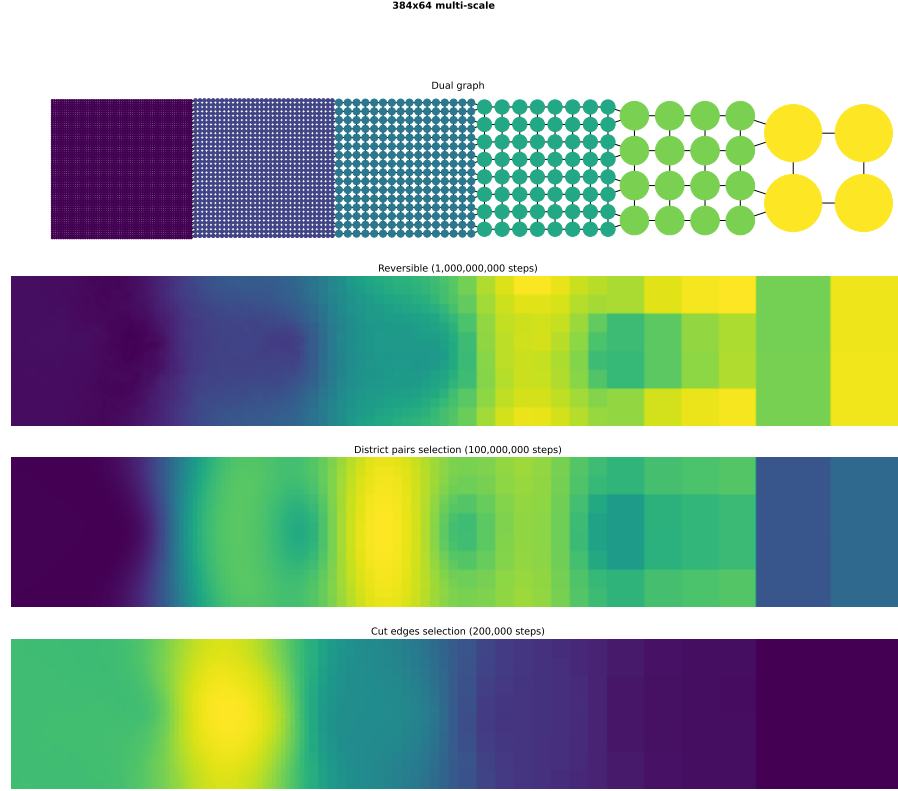 384x64 multi-scale
Dual graph
Reversible (1,000,000,000 steps)
District pairs selection (100,000,000 steps)
Cut edges selection (200,000 steps)